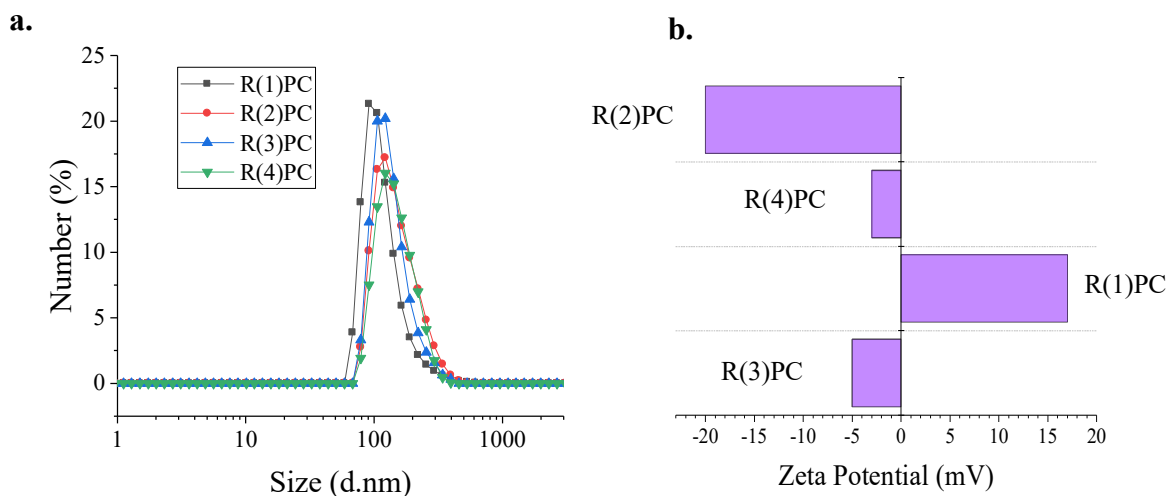 a.
25
20
15
10
5
0
Number (%)
R(1)PC
R(2)PC
R(3)PC
R(4)PC
1
10
100
1000
Size (d.nm)
b.
R(2)PC
R(4)PC
R(1)PC
R(3)PC
-20
-15
-10
-5
0
5
10
15
20
Zeta Potential (mV)